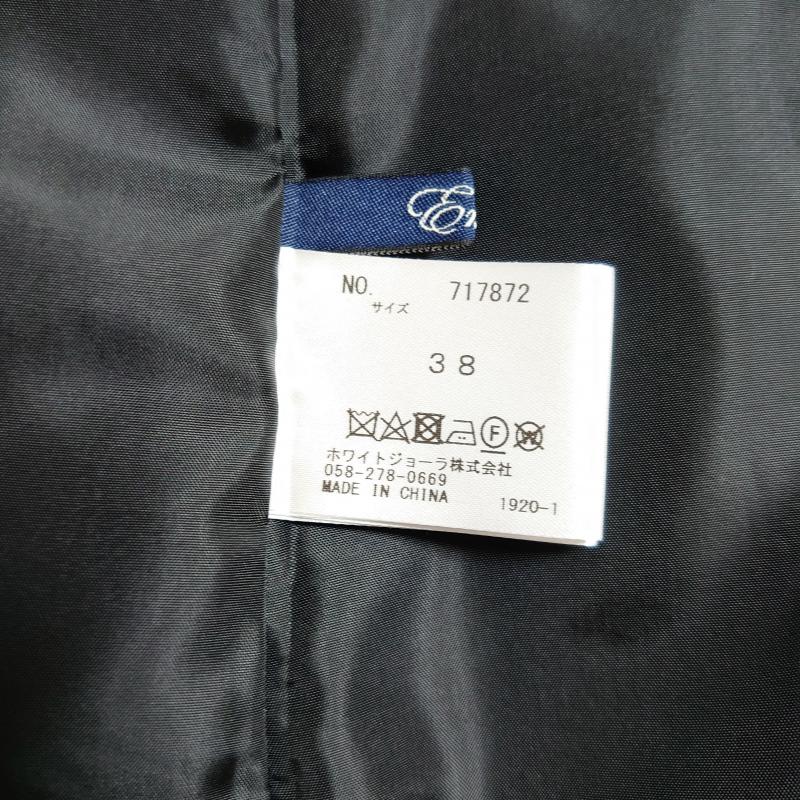 NO. 717872
サイズ
38
F
W
ホワイトジョーラ株式会社
058-278-0669
MADE IN CHINA 1920-1